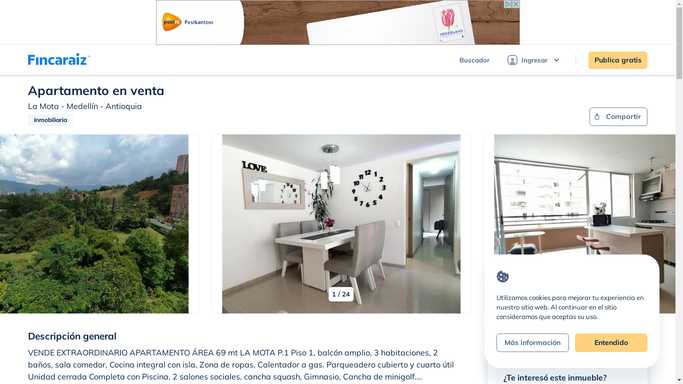 Fincaraiz
Buscador
Ingresar
Publica gratis
Apartamento en venta
La Mota - Medellín - Antioquia
Inmobiliaria
Compartir
LOVE
1 / 24
Utilizamos cookies para mejorar tu experiencia en
nuestro sitio web. Al continuar en el sitio
consideramos que aceptas su uso.
Más información
Entendido
Descripción general
VENDE EXTRAORDINARIO APARTAMENTO ÁREA 69 mt LA MOTA P.1 Piso 1, balcón amplio, 3 habitaciones, 2
baños, sala comedor, Cocina integral con isla, Zona de ropas, Calentador a gas. Parqueadero cubierto y cuarto útil
Unidad cerrada Completa con Piscina, 2 salones sociales, cancha squash, Gimnasio, Cancha de minigolf....
¿Te interesó este inmueble?